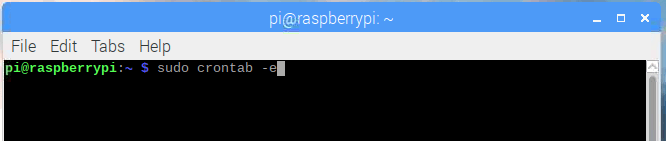 pi@raspberrypi: ~
File Edit Tabs Help
pi@raspberrypi:~ $ sudo crontab -e